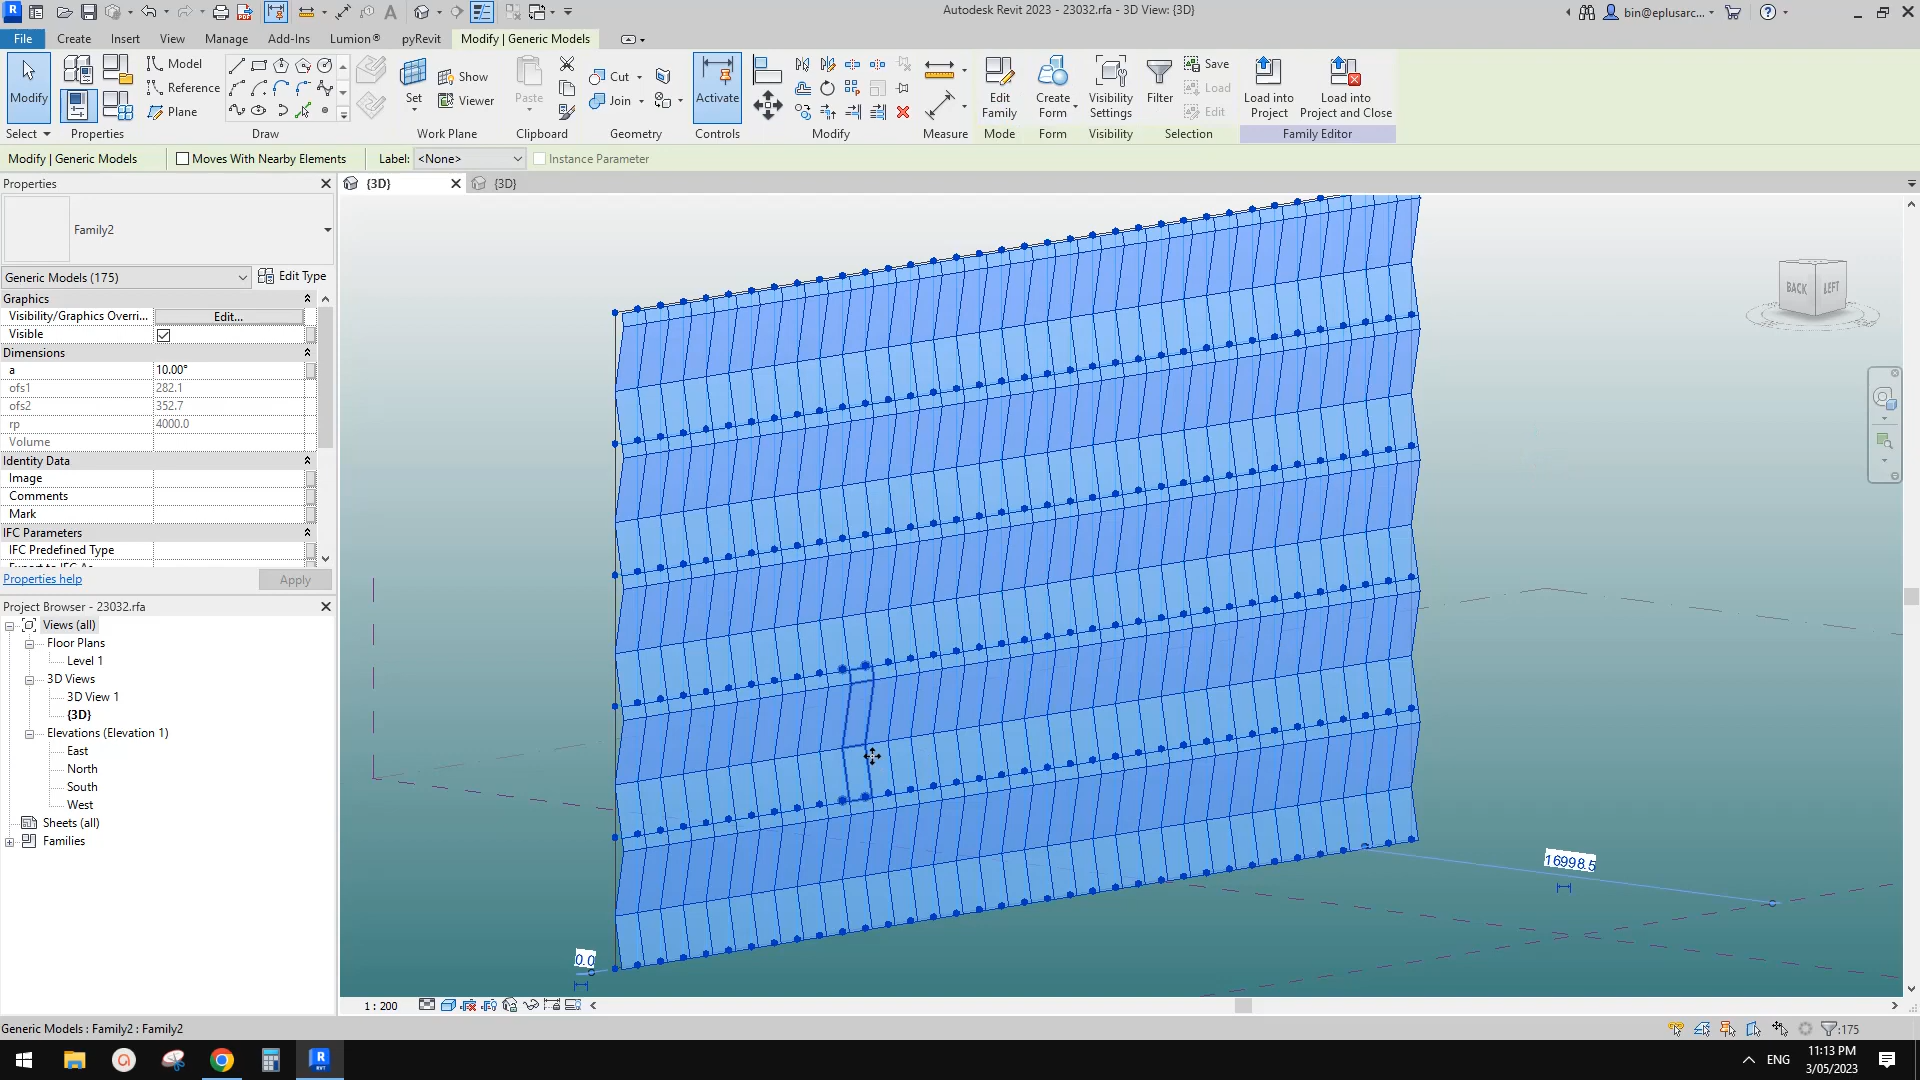 Autodesk Revit 2023 - 23032.rfa - 3D View: {3D}
bin@eplusarc...
File
Create
Insert
View
Manage
Add-Ins
Lumion®
pyRevit
Modify | Generic Models
Modify
Model
Reference
Plane
Set
Show
Viewer
Paste
Cut
Join
Activate
Edit
Family
Create
Form
Visibility
Settings
Filter
Save
Load
Edit
Load into
Project
Load into
Project and Close
Select
Properties
Draw
Work Plane
Clipboard
Geometry
Controls
Modify
Measure
Mode
Form
Visibility
Selection
Family Editor
Modify | Generic Models
Moves With Nearby Elements
Label:
<None>
Instance Parameter
Properties
{3D}
{3D}
Family2
Generic Models (175)
Edit Type
Graphics
Visibility/Graphics Overri...
Edit...
Visible
Dimensions
a
10.00°
ofs1
282.1
ofs2
352.7
rp
4000.0
Volume
Identity Data
Image
Comments
Mark
IFC Parameters
IFC Predefined Type
Properties help
Apply
Project Browser - 23032.rfa
Views (all)
Floor Plans
Level 1
3D Views
3D View 1
{3D}
Elevations (Elevation 1)
East
North
South
West
Sheets (all)
Families
BACK
LEFT
16998.5
0.0
1 : 200
Generic Models : Family2 : Family2
:175
ENG
11:13 PM
3/05/2023